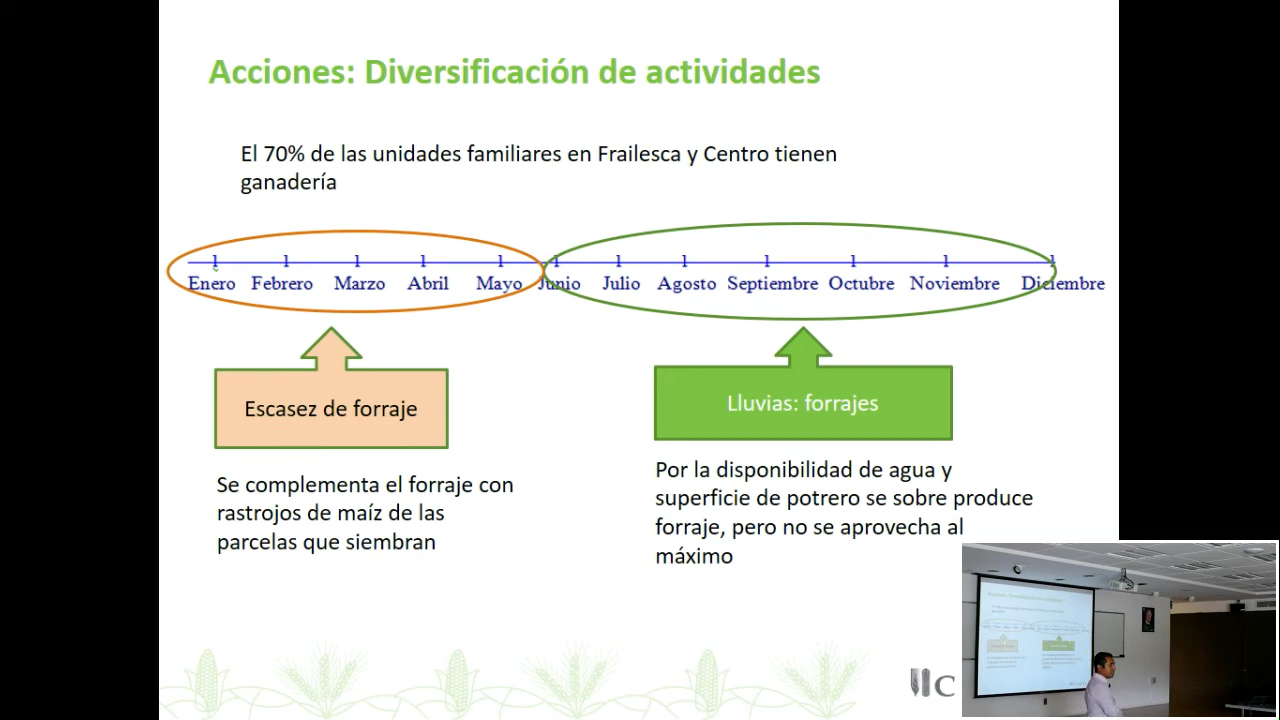 Acciones: Diversificación de actividades
El 70% de las unidades familiares en Frailesca y Centro tienen
ganadería
Enero Febrero Marzo Abril Mayo Junio Julio Agosto Septiembre Octubre Noviembre Diciembre
Escasez de forraje
Lluvias: forrajes
Se complementa el forraje con
rastrojos de maíz de las
parcelas que siembran
Por la disponibilidad de agua y
superficie de potrero se sobre produce
forraje, pero no se aprovecha al
máximo
C